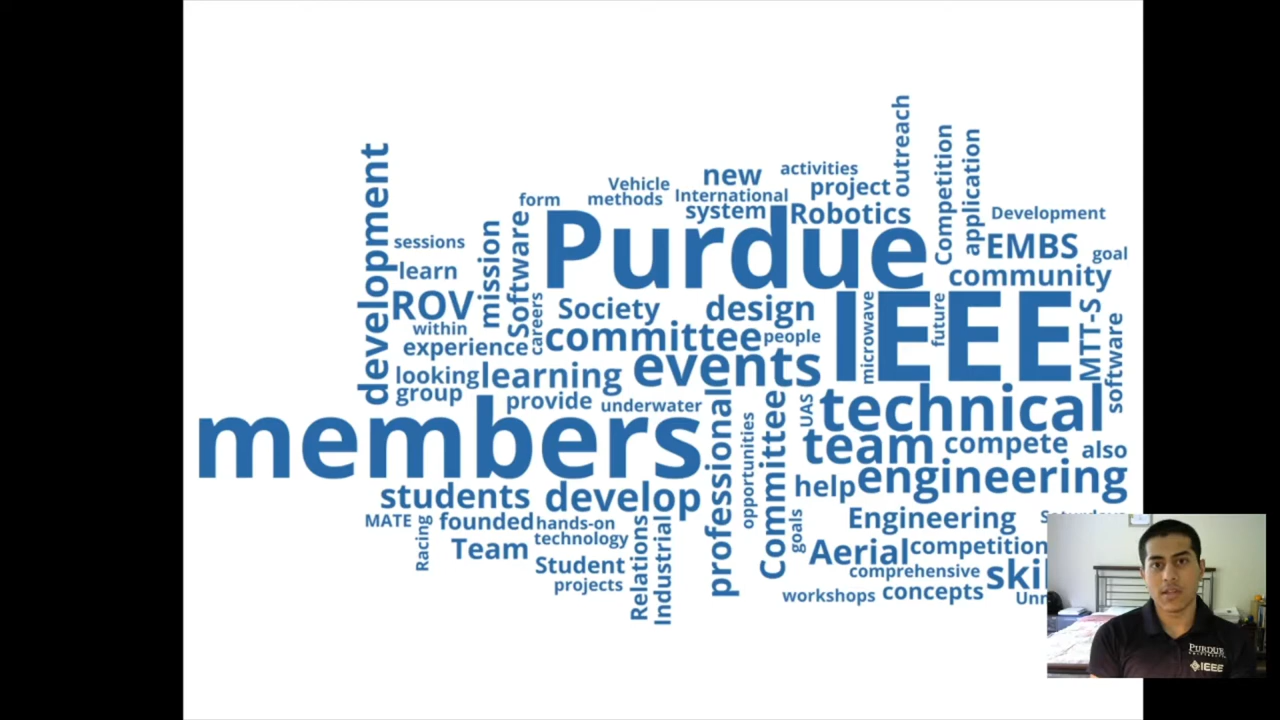 outreach
Competition
application
development
activities
new
Vehicle
project
International
methods
form
system
Robotics
Development
Software
mission
sessions
Purdue
EMBS
goal
learn
community
ROV
Society
design
IEEE
microwave
future
MTT-S
software
careers
within
committee
people
experience
events
looking
learning
group
provide
underwater
professional
opportunities
Committee
UAS
technical
members
team
compete
also
help
engineering
students
develop
MATE
Racing
founded
hands-on
technology
Team
Student
projects
Relations
Industrial
goals
Engineering
Aerial
competition
comprehensive
workshops
concepts
PURDUE
UNIVERSITY
IEEE